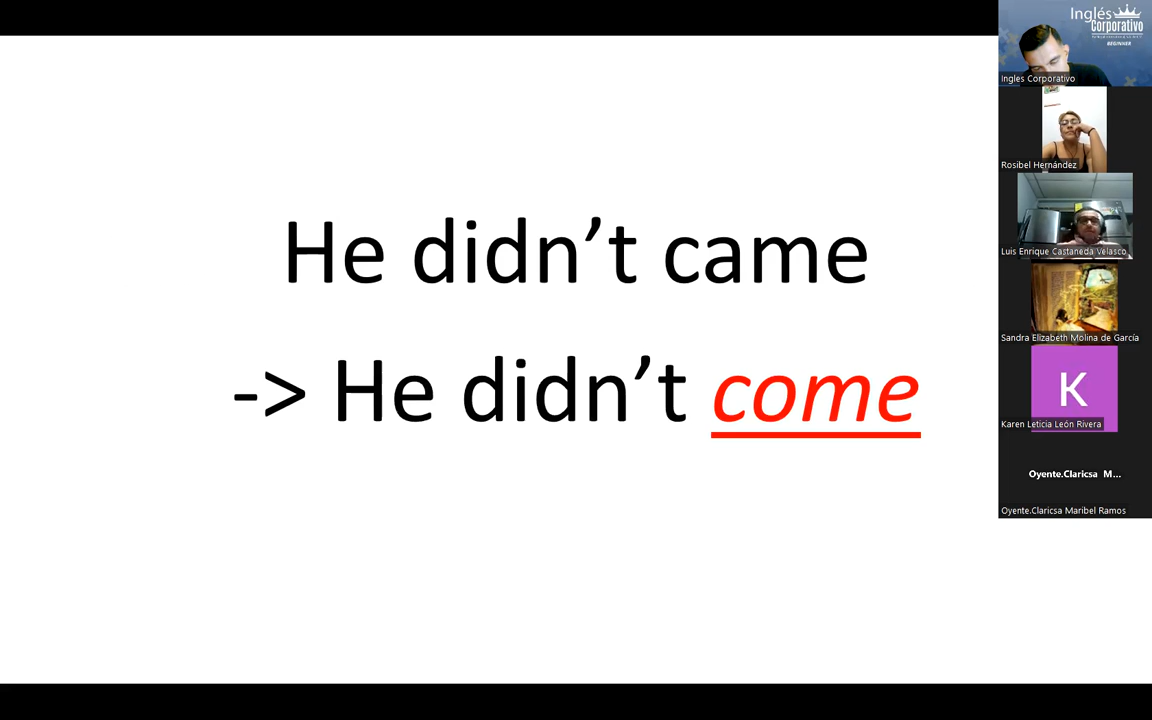 He didn’t came
-> He didn’t come
Inglés
Corporativo
BEGINNER
Ingles Corporativo
Rosibel Hernández
Luis Enrique Castaneda Velasco
Sandra Elizabeth Molina de García
K
Karen Leticia León Rivera
Oyente.Claricsa M...
Oyente.Claricsa Maribel Ramos